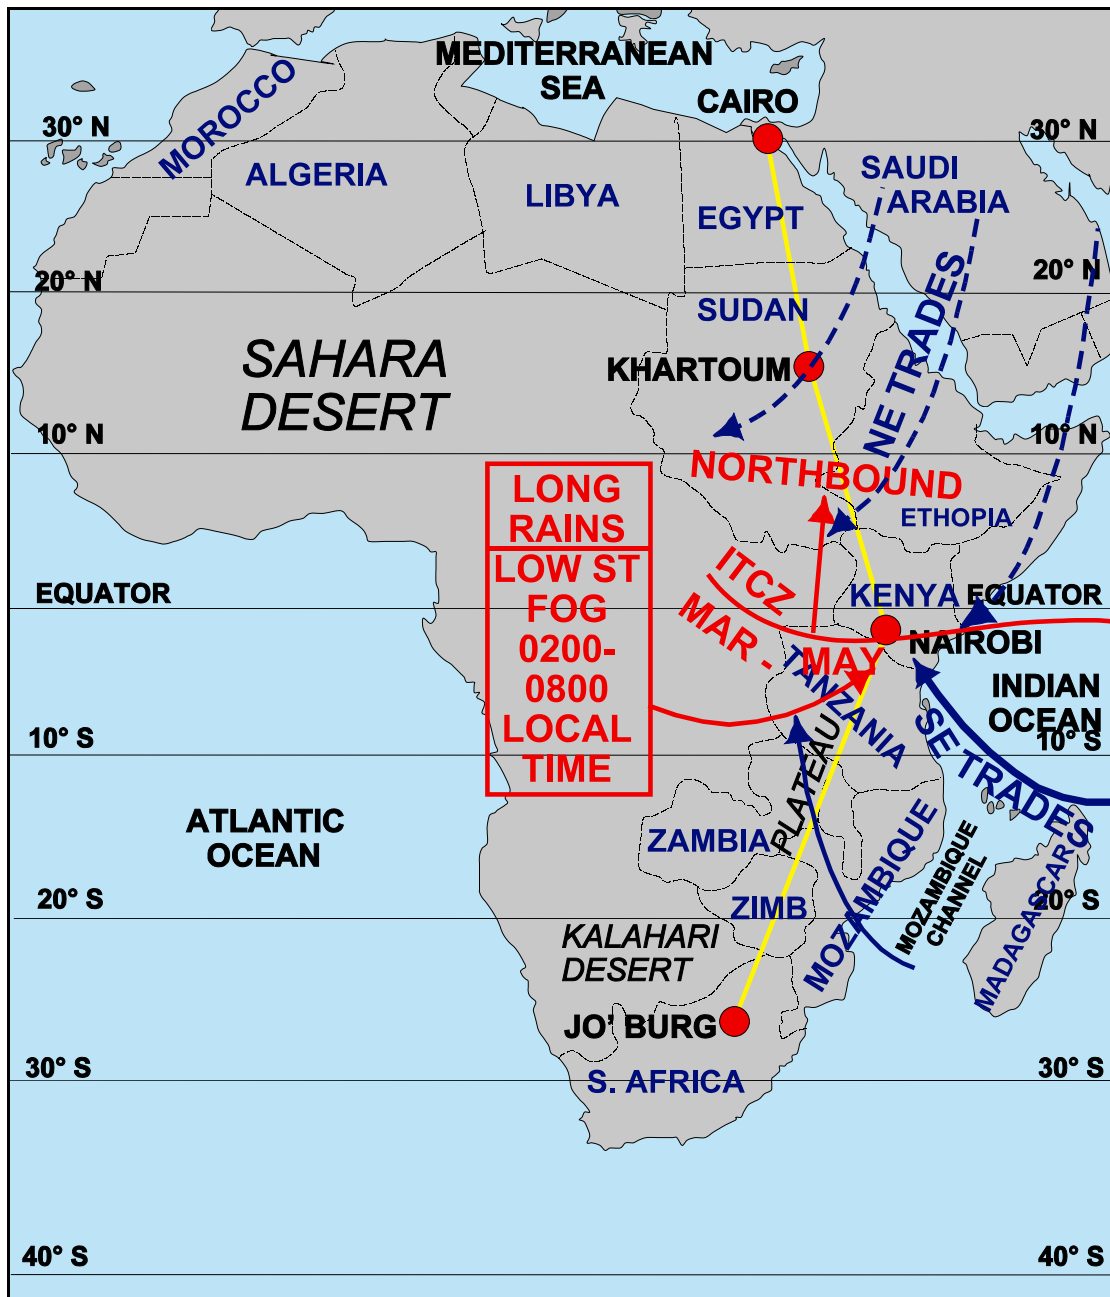 MEDITERRANEAN
SEA
CAIRO
MOROCCO
30° N
30° N
ALGERIA
LIBYA
EGYPT
SAUDI
ARABIA
20° N
20° N
SUDAN
NE TRADES
SAHARA
DESERT
KHARTOUM
10° N
10° N
NORTHBOUND
LONG
RAINS
LOW ST
FOG
0200-
0800
LOCAL
TIME
ETHOPIA
ITCZ
EQUATOR
KENYA
EQUATOR
MAR - MAY
NAIROBI
TANZANIA
INDIAN
OCEAN
10° S
10° S
SE TRADES
PLATEAU
ATLANTIC
OCEAN
ZAMBIA
MOZAMBIQUE
MOZAMBIQUE
CHANNEL
MADAGASCAR
20° S
20° S
ZIMB
KALAHARI
DESERT
JO’ BURG
30° S
30° S
S. AFRICA
40° S
40° S